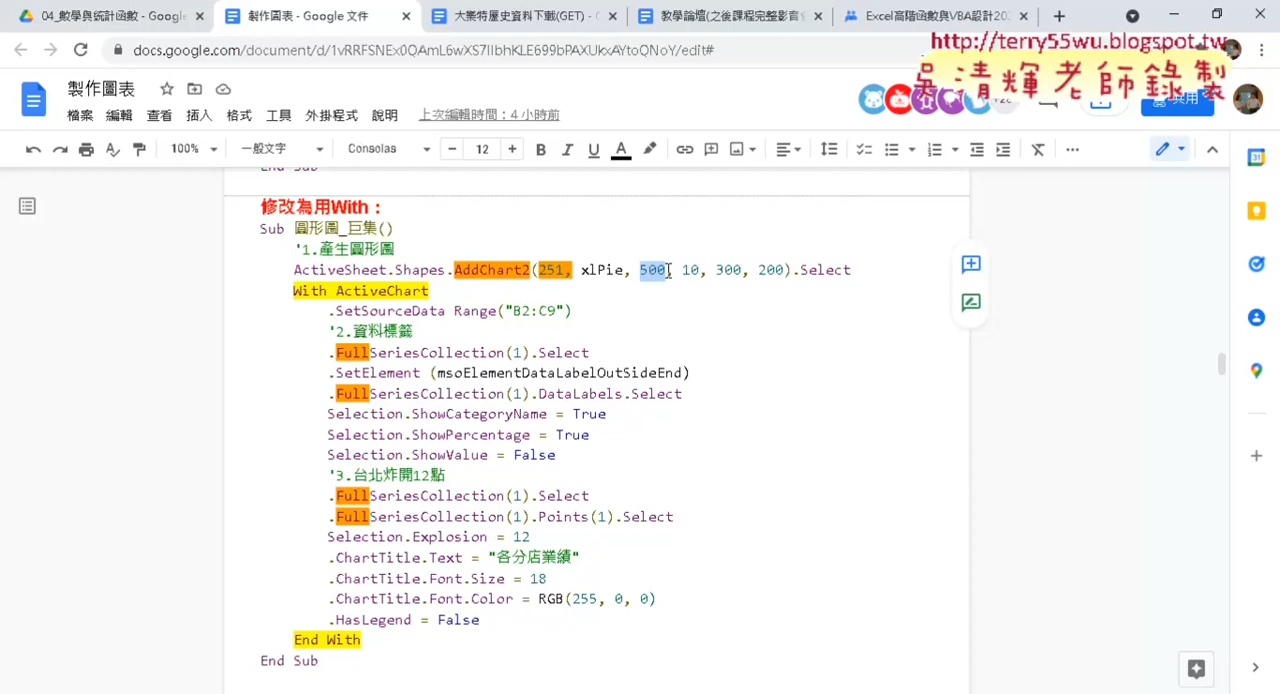 04_數學與統計函數 - Google
製作圖表 - Google 文件
大樂特歷史資料下載(GET) - G
教學論壇(之後課程完整影音會
Excel高階函數與VBA設計202
docs.google.com/document/d/1vRRFSNEx0QAmL6wXS7IIbhKLE699bPAXUkxAYtoQNoY/edit#
http://terry55wu.blogspot.tw
吳清輝老師錄製
製作圖表
檔案 編輯 查看 插入 格式 工具 外掛程式 說明 上次編輯時間：4 小時前
共用
100% 一般文字 Consolas 12
End Sub
修改為用With：
Sub 圓形圖_巨集()
'1.產生圓形圖
ActiveSheet.Shapes.AddChart2(251, xlPie, 500, 10, 300, 200).Select
With ActiveChart
.SetSourceData Range("B2:C9")
'2.資料標籤
.FullSeriesCollection(1).Select
.SetElement (msoElementDataLabelOutSideEnd)
.FullSeriesCollection(1).DataLabels.Select
Selection.ShowCategoryName = True
Selection.ShowPercentage = True
Selection.ShowValue = False
'3.台北炸開12點
.FullSeriesCollection(1).Select
.FullSeriesCollection(1).Points(1).Select
Selection.Explosion = 12
.ChartTitle.Text = "各分店業績"
.ChartTitle.Font.Size = 18
.ChartTitle.Font.Color = RGB(255, 0, 0)
.HasLegend = False
End With
End Sub